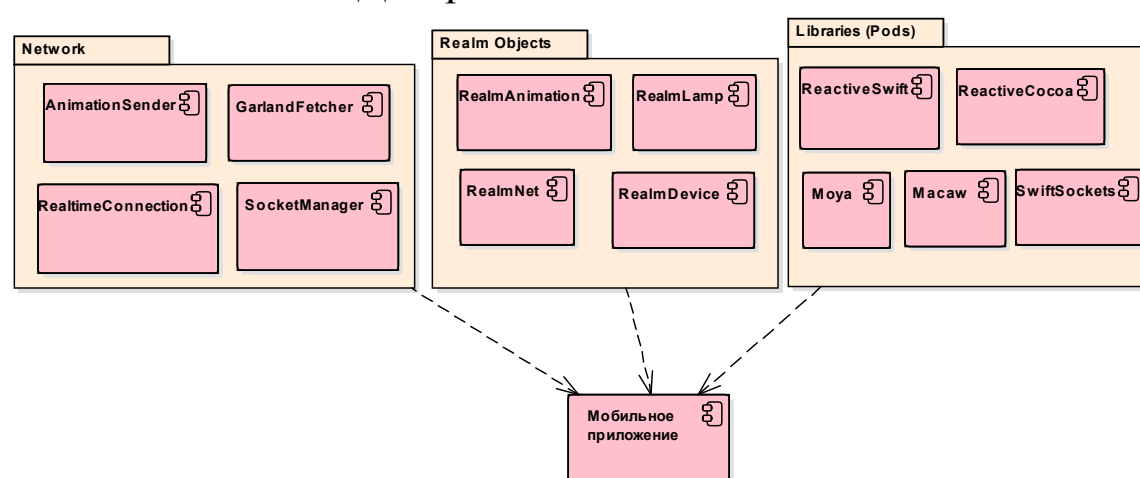 Network
AnimationSender
GarlandFetcher
RealtimeConnection
SocketManager
Realm Objects
RealmAnimation
RealmLamp
RealmNet
RealmDevice
Libraries (Pods)
ReactiveSwift
ReactiveCocoa
Moya
Macaw
SwiftSockets
Мобильное
приложение